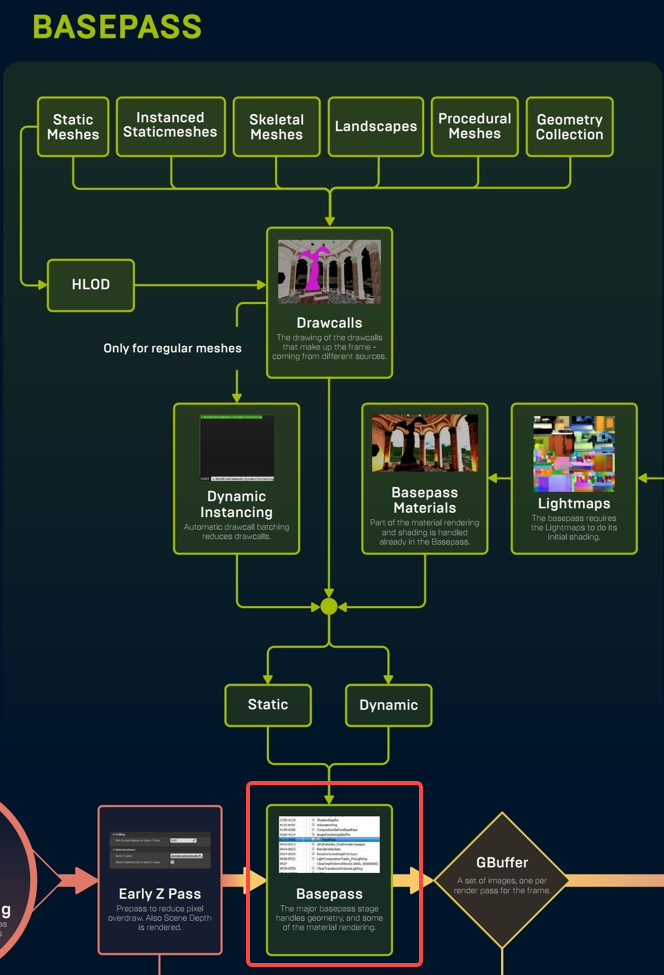 BASEPASS
Static
Meshes
Instanced
Staticmeshes
Skeletal
Meshes
Landscapes
Procedural
Meshes
Geometry
Collection
HLOD
Drawcalls
The drawing of the drawcalls
that make up the frame -
coming from different sources.
Only for regular meshes
Dynamic
Instancing
Automatic drawcall batching
reduces drawcalls.
Basepass
Materials
Part of the material rendering
and shading is handled
already in the Basepass.
Lightmaps
The basepass requires
the Lightmaps to do its
initial shading.
Static
Dynamic
g
as
s
Early Z Pass
Prepass to reduce pixel
overdraw. Also Scene Depth
is rendered.
Basepass
The major basepass stage
handles geometry, and some
of the material rendering.
GBuffer
A set of images, one per
render pass for the frame.